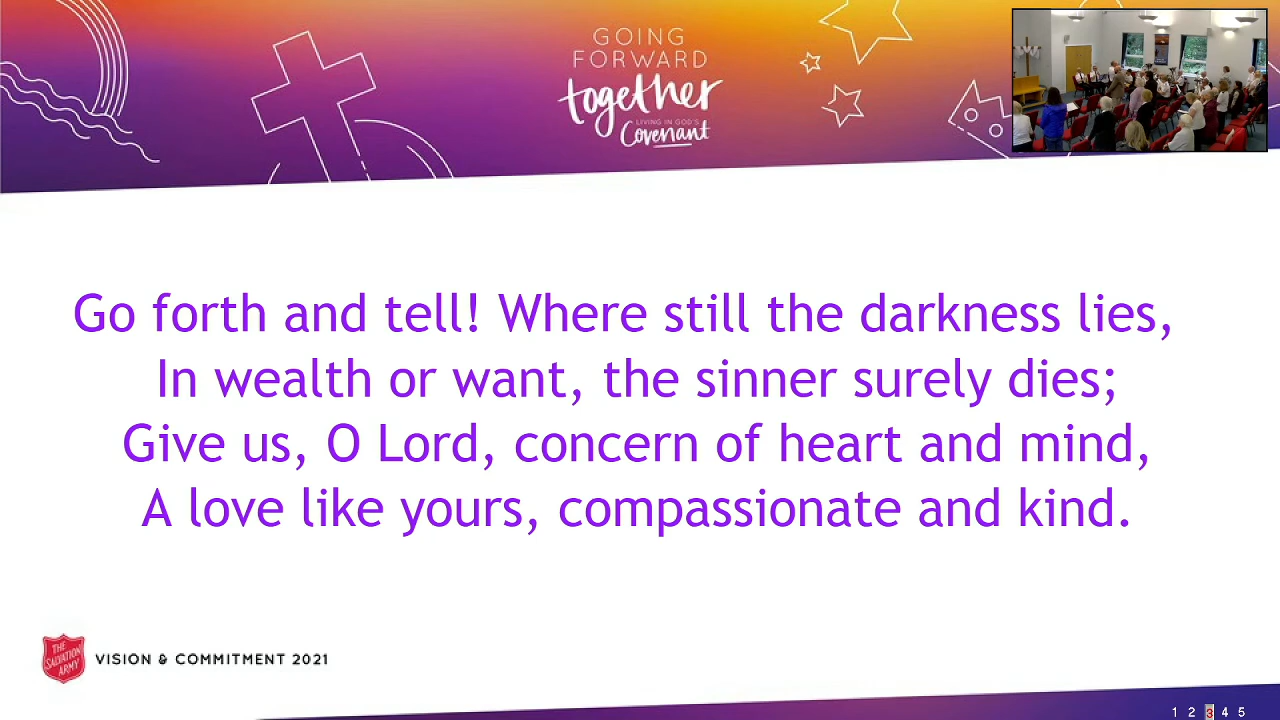 GOING
FORWARD
together
LIVING IN GOD'S
Covenant
Go forth and tell! Where still the darkness lies,
In wealth or want, the sinner surely dies;
Give us, O Lord, concern of heart and mind,
A love like yours, compassionate and kind.
THE
SALVATION
ARMY
VISION & COMMITMENT 2021
1 2 3 4 5